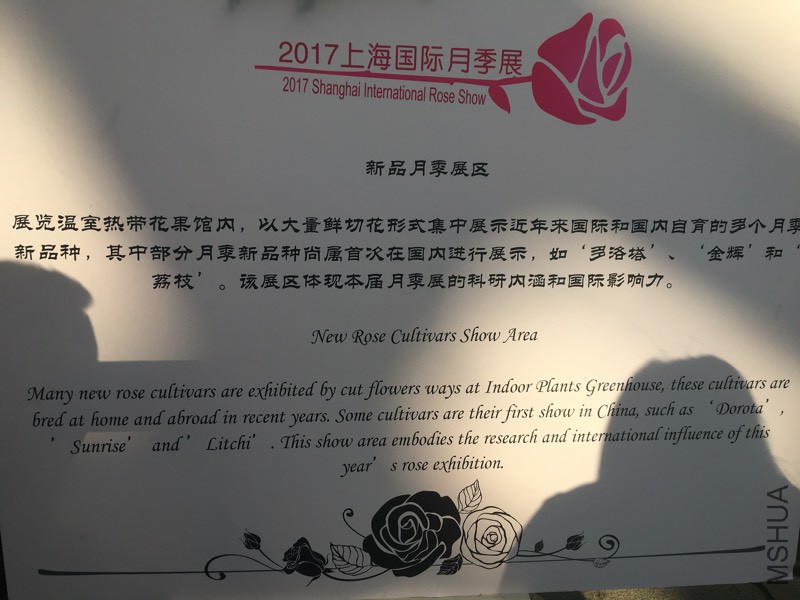 2017上海国际月季展
2017 Shanghai International Rose Show
新品月季展区
展览温室热带花果馆内，以大量鲜切花形式集中展示近年来国际和国内自育的多个月季
新品种，其中部分月季新品种尚属首次在国内进行展示，如‘多洛塔’、‘金辉’和‘
荔枝’。该展区体现本届月季展的科研内涵和国际影响力。
New Rose Cultivars Show Area
Many new rose cultivars are exhibited by cut flowers ways at Indoor Plants Greenhouse, these cultivars are
bred at home and abroad in recent years. Some cultivars are their first show in China, such as ‘Dorota’,
’Sunrise’ and’ Litchi’ . This show area embodies the research and international influence of this
year’s rose exhibition.
MSHUA